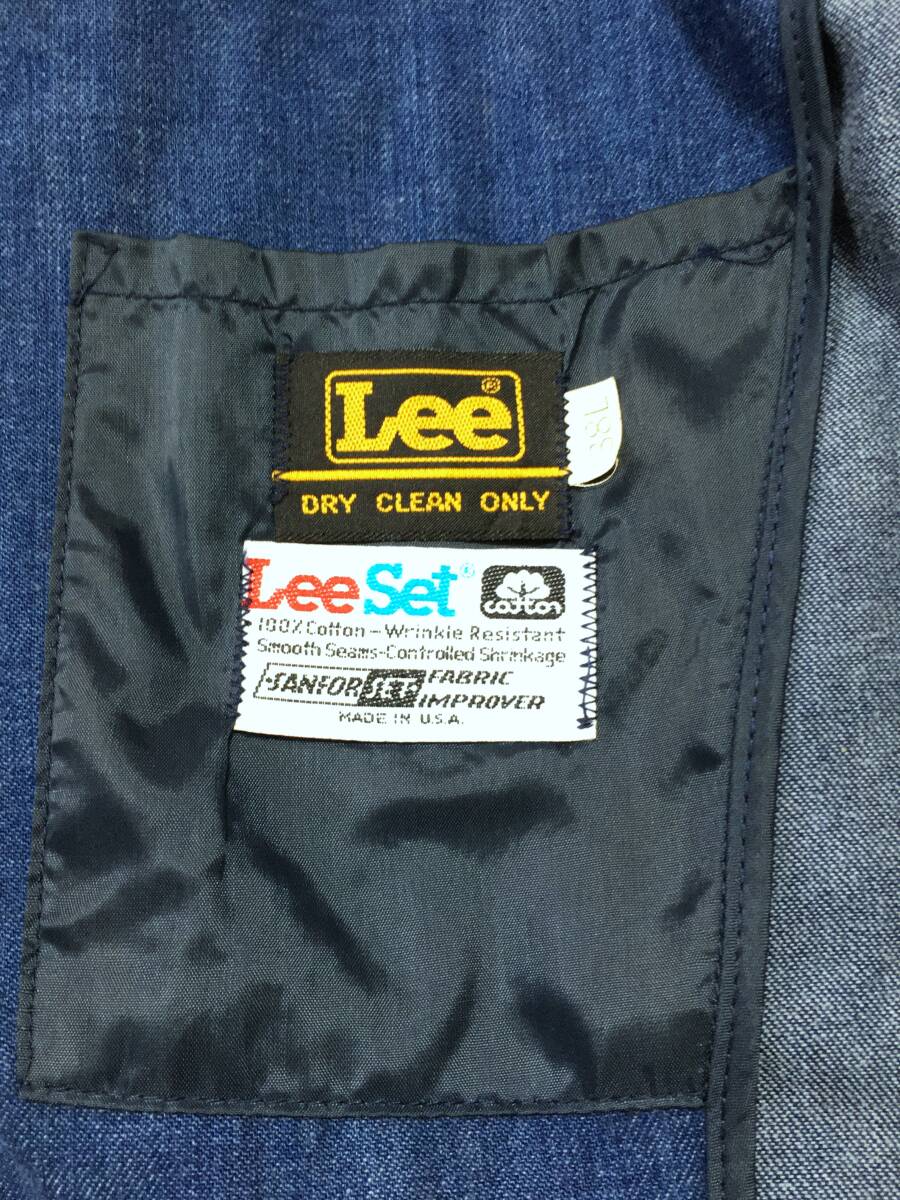 Lee®
38L
DRY CLEAN ONLY
LeeSet® cotton
100% Cotton - Wrinkle Resistant
Smooth Seams-Controlled Shrinkage
SANFOR SET FABRIC
IMPROVER
MADE IN U.S.A.